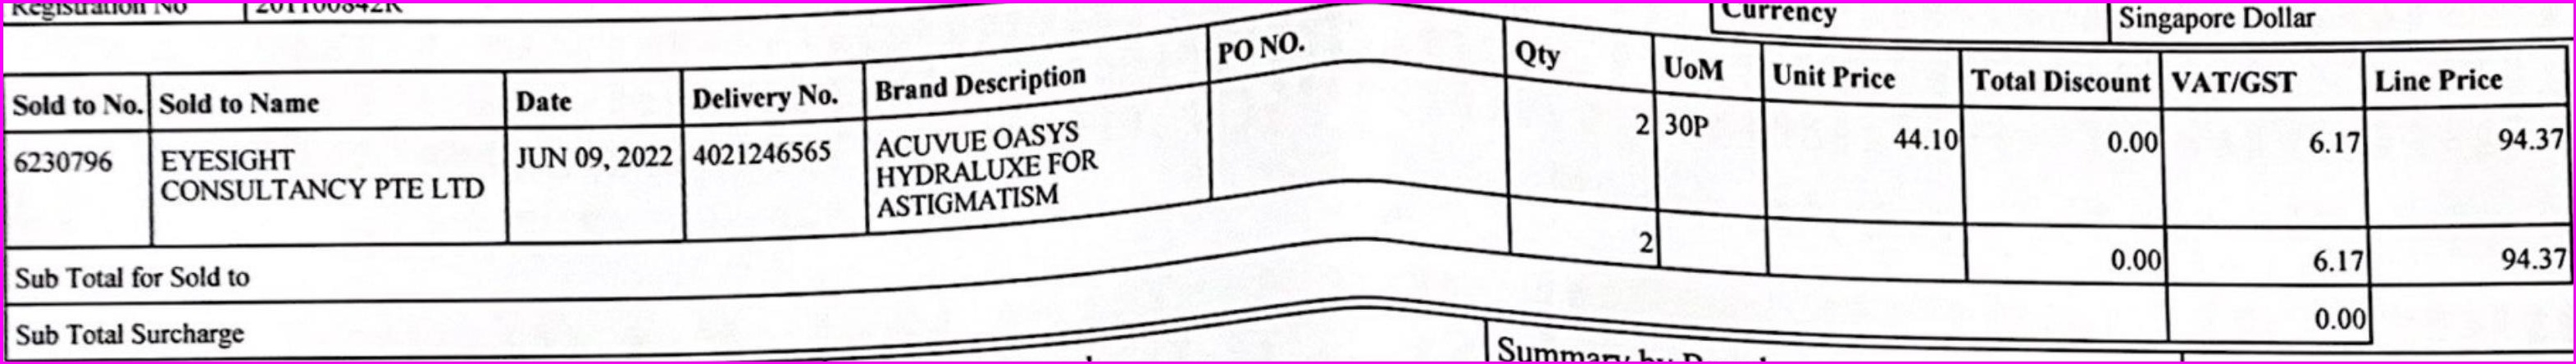 Registration No 201100842K
Currency Singapore Dollar
Sold to No. Sold to Name Date Delivery No. Brand Description PO NO. Qty UoM Unit Price Total Discount VAT/GST Line Price
6230796 EYESIGHT CONSULTANCY PTE LTD JUN 09, 2022 4021246565 ACUVUE OASYS HYDRALUXE FOR ASTIGMATISM 2 30P 44.10 0.00 6.17 94.37
Sub Total for Sold to 2 0.00 6.17 94.37
Sub Total Surcharge 0.00
Summary by